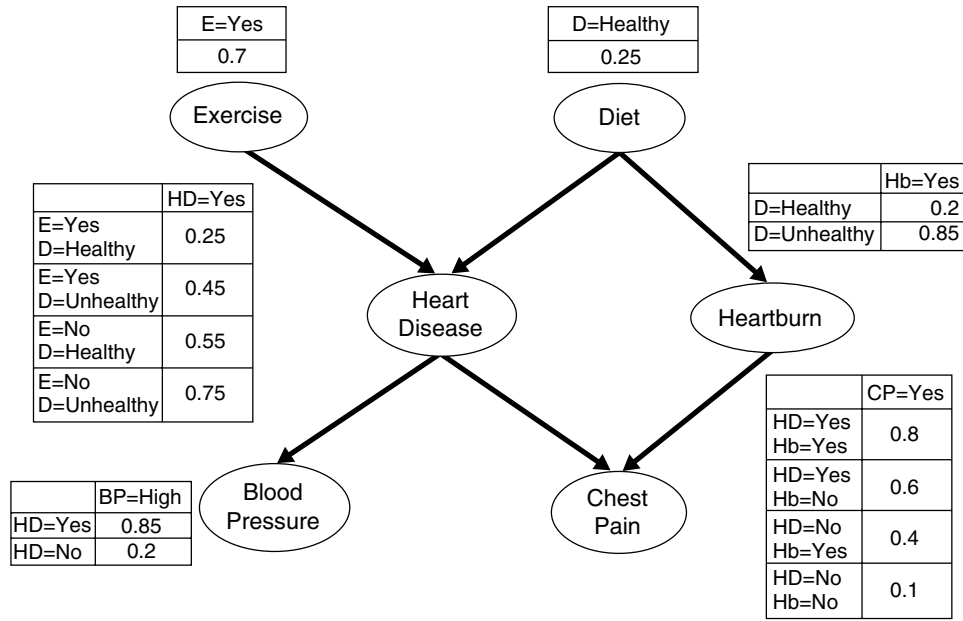 E=Yes
0.7
D=Healthy
0.25
Exercise
Diet
HD=Yes
E=Yes
D=Healthy
0.25
E=Yes
D=Unhealthy
0.45
E=No
D=Healthy
0.55
E=No
D=Unhealthy
0.75
Hb=Yes
D=Healthy 0.2
D=Unhealthy 0.85
Heart
Disease
Heartburn
BP=High
HD=Yes 0.85
HD=No 0.2
Blood
Pressure
Chest
Pain
CP=Yes
HD=Yes
Hb=Yes
0.8
HD=Yes
Hb=No
0.6
HD=No
Hb=Yes
0.4
HD=No
Hb=No
0.1